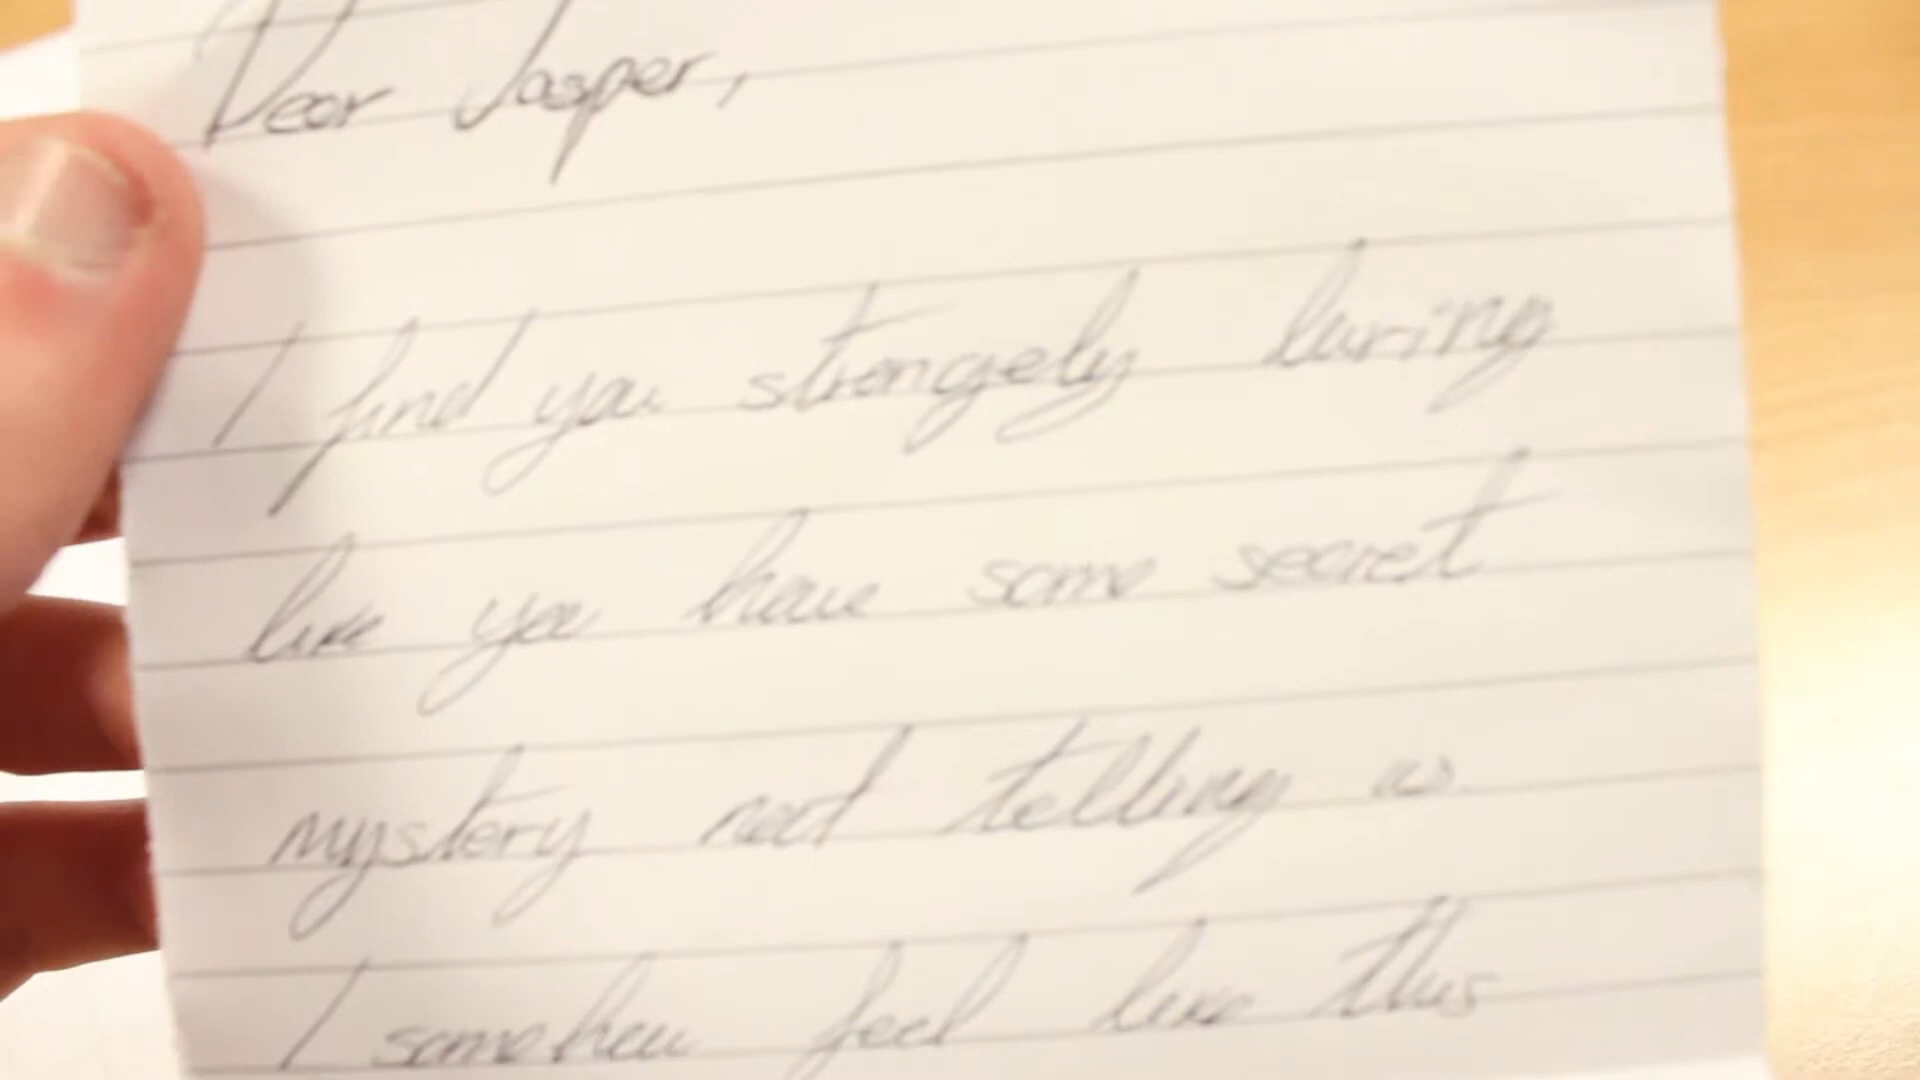 Dear Jasper,
I find you strangely luring
like you have some secret
mystery not telling us.
I somehow feel like this